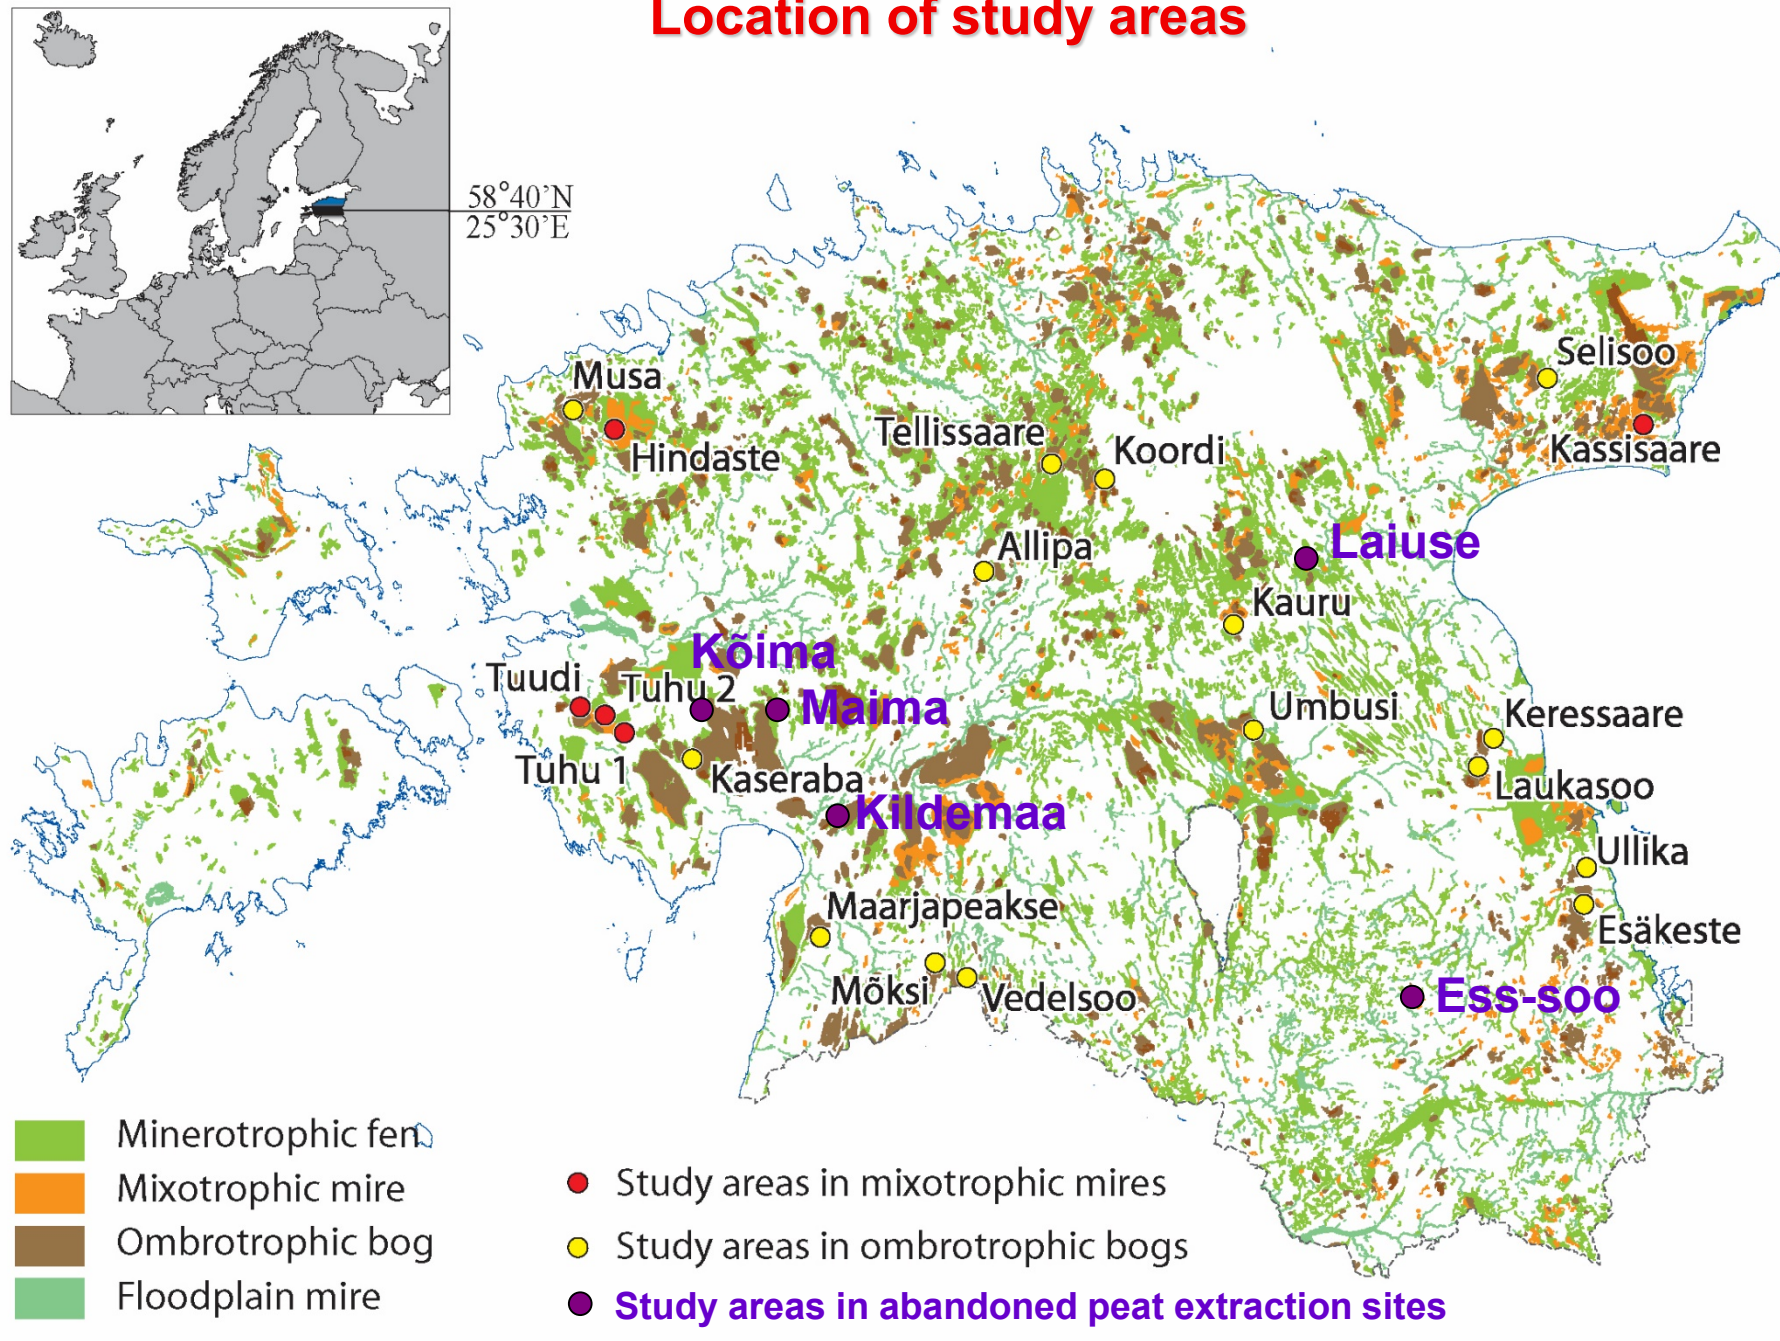 Location of study areas
58°40’N
25°30’E
Selisoo
Musa
Tellissaare
Koordi
Kassisaare
Hindaste
Laiuse
Allipa
Kauru
Kõima
Tuudi
Tuhu 2
Maima
Umbusi
Keressaare
Tuhu 1
Kaseraba
Laukasoo
Kildemaa
Ullika
Maarjapeakse
Esäkeste
Mõksi
Vedelsoo
Ess-soo
Minerotrophic fen
Mixotrophic mire
Ombrotrophic bog
Floodplain mire
Study areas in mixotrophic mires
Study areas in ombrotrophic bogs
Study areas in abandoned peat extraction sites